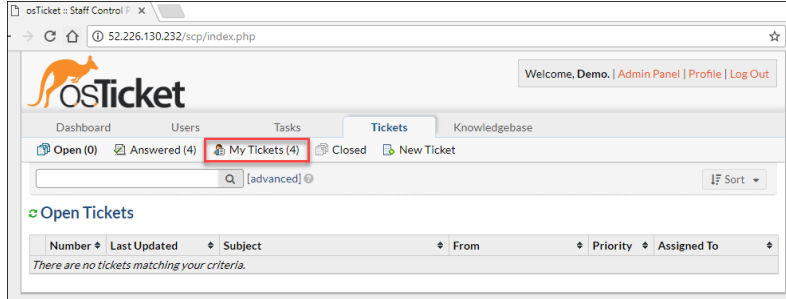 osTicket :: Staff Control P
52.226.130.232/scp/index.php
osTicket
Welcome, Demo. | Admin Panel | Profile | Log Out
Dashboard Users Tasks Tickets Knowledgebase
Open (0) Answered (4) My Tickets (4) Closed New Ticket
[advanced] Sort
Open Tickets
Number Last Updated Subject From Priority Assigned To
There are no tickets matching your criteria.